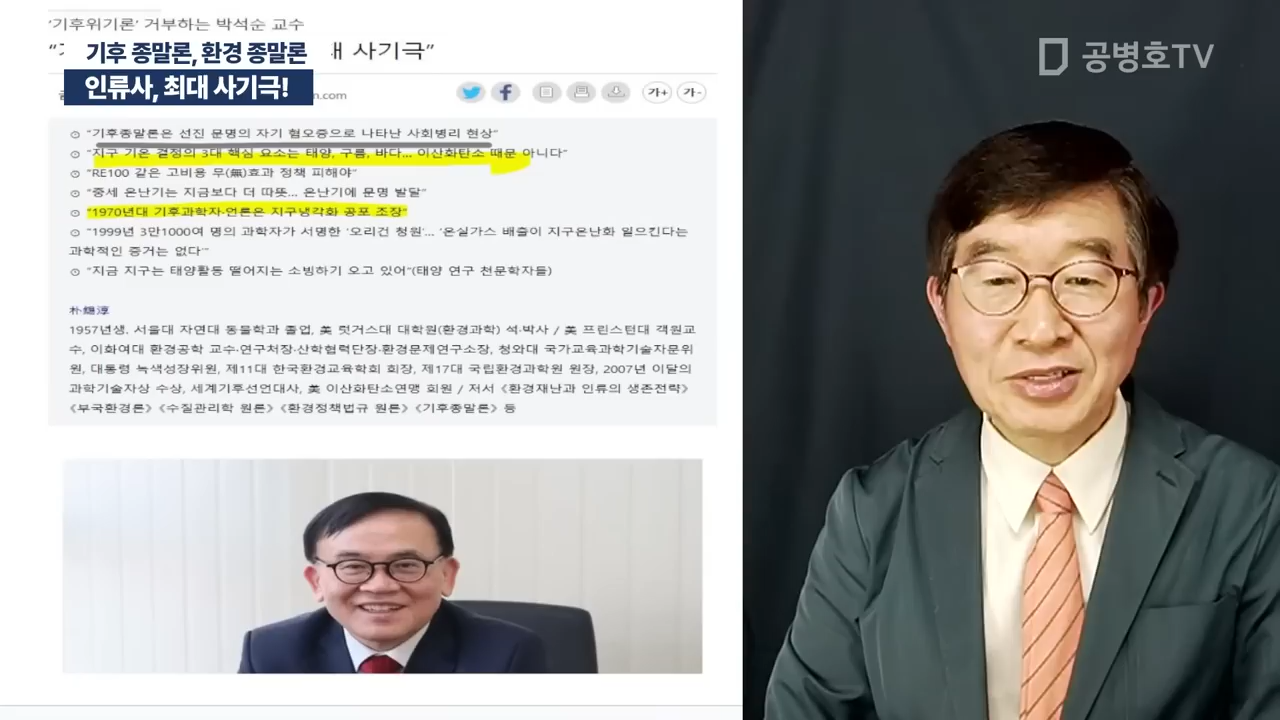 ‘기후위기론’ 거부하는 박석순 교수
대 사기극”
기후 종말론, 환경 종말론
인류사, 최대 사기극!
공병호TV
가+ 가-
“기후종말론은 선진 문명의 자기 혐오증으로 나타난 사회병리 현상”
“지구 기온 결정의 3대 핵심 요소는 태양, 구름, 바다... 이산화탄소 때문 아니다”
“RE100 같은 고비용 무(無)효과 정책 피해야”
“중세 온난기는 지금보다 더 따뜻... 온난기에 문명 발달”
“1970년대 기후과학자·언론은 지구냉각화 공포 조장”
“1999년 3만1000여 명의 과학자가 서명한 ‘오리건 청원’... ‘온실가스 배출이 지구온난화 일으킨다는
과학적인 증거는 없다’”
“지금 지구는 태양활동 떨어지는 소빙하기 오고 있어”(태양 연구 천문학자들)
朴錫淳
1957년생. 서울대 자연대 동물학과 졸업, 美 럿거스대 대학원(환경과학) 석·박사 / 美 프린스턴대 객원교
수, 이화여대 환경공학 교수·연구처장·산학협력단장·환경문제연구소장, 청와대 국가교육과학기술자문위
원, 대통령 녹색성장위원, 제11대 한국환경교육학회 회장, 제17대 국립환경과학원 원장, 2007년 이달의
과학기술자상 수상, 세계기후선언대사, 美 이산화탄소연맹 회원 / 저서 《환경재난과 인류의 생존전략》
《부국환경론》《수질관리학 원론》《환경정책법규 원론》《기후종말론》 등